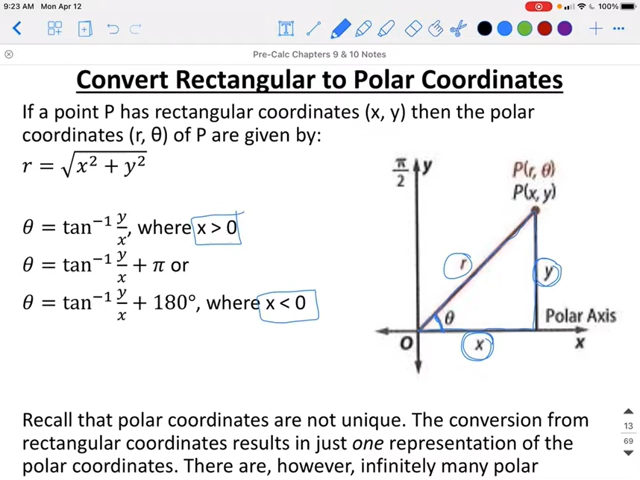 9:23 AM Mon Apr 12
100%
Pre-Calc Chapters 9 & 10 Notes
Convert Rectangular to Polar Coordinates
If a point P has rectangular coordinates (x, y) then the polar
coordinates (r, θ) of P are given by:
r = √x² + y²
θ = tan⁻¹ y/x, where x > 0
θ = tan⁻¹ y/x + π or
θ = tan⁻¹ y/x + 180°, where x < 0
π/2
y
P(r, θ)
P(x, y)
r
y
θ
Polar Axis
O
x
x
13
69
Recall that polar coordinates are not unique. The conversion from
rectangular coordinates results in just one representation of the
polar coordinates. There are, however, infinitely many polar